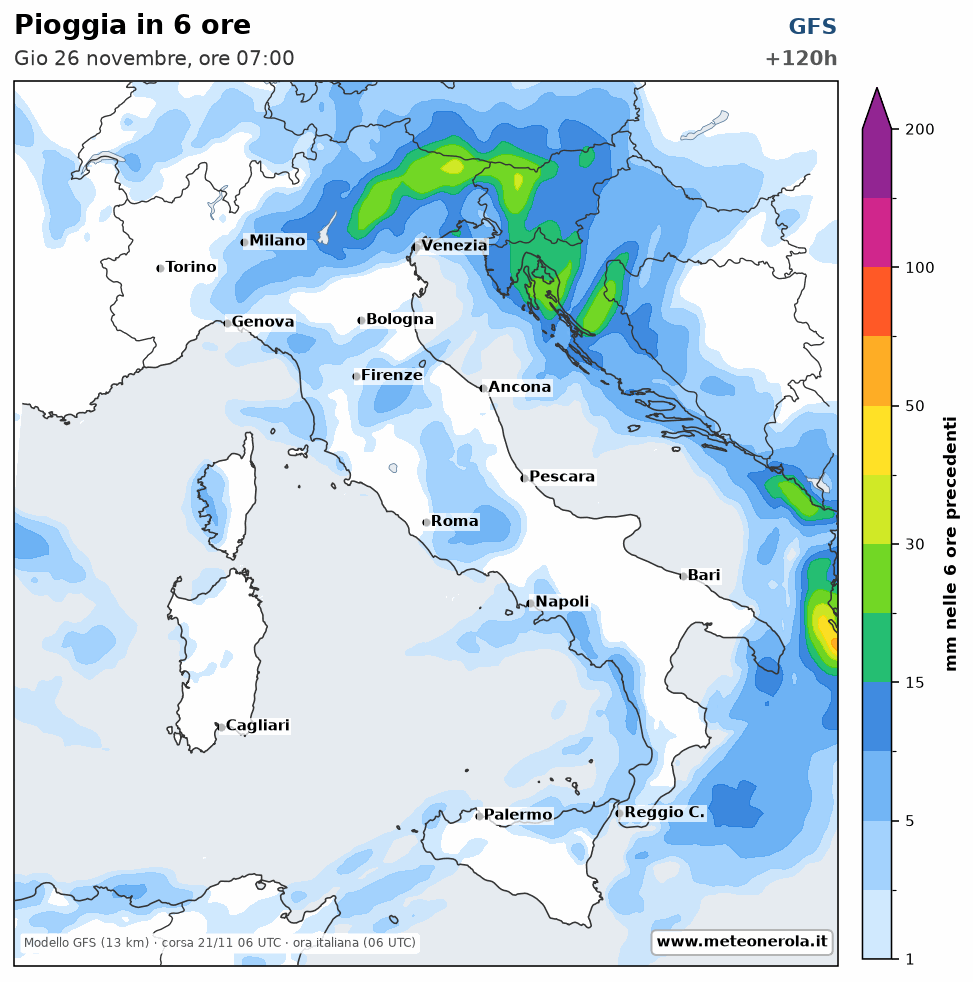 Pioggia in 6 ore
GFS
Gio 26 novembre, ore 07:00
+120h
200
100
50
30
15
5
1
mm nelle 6 ore precedenti
Milano
Venezia
Torino
Genova
Bologna
Firenze
Ancona
Pescara
Roma
Bari
Napoli
Cagliari
Palermo
Reggio C.
Modello GFS (13 km) · corsa 21/11 06 UTC · ora italiana (06 UTC)
www.meteonerola.it